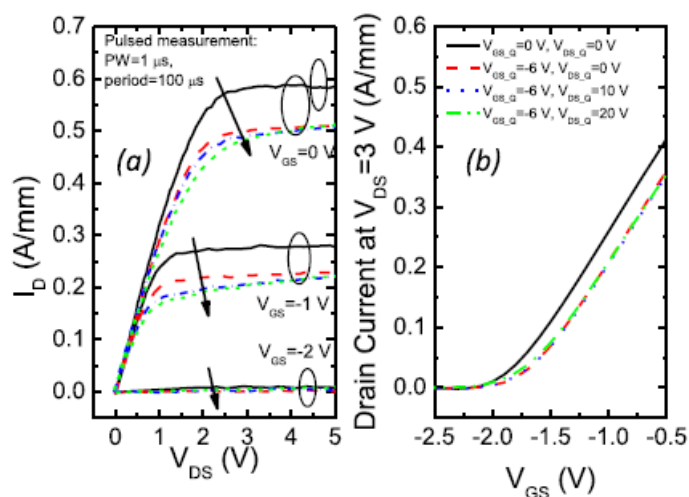 Pulsed measurement:
PW=1 μs,
period=100 μs
(a)
V_GS=0 V
V_GS=-1 V
V_GS=-2 V
0.7
0.6
0.5
0.4
0.3
0.2
0.1
0.0
I_D (A/mm)
0 1 2 3 4 5
V_DS (V)
V_GS_Q=0 V, V_DS_Q=0 V
V_GS_Q=-6 V, V_DS_Q=0 V
V_GS_Q=-6 V, V_DS_Q=10 V
V_GS_Q=-6 V, V_DS_Q=20 V
(b)
0.6
0.5
0.4
0.3
0.2
0.1
0.0
Drain Current at V_DS=3 V (A/mm)
-2.5 -2.0 -1.5 -1.0 -0.5
V_GS (V)